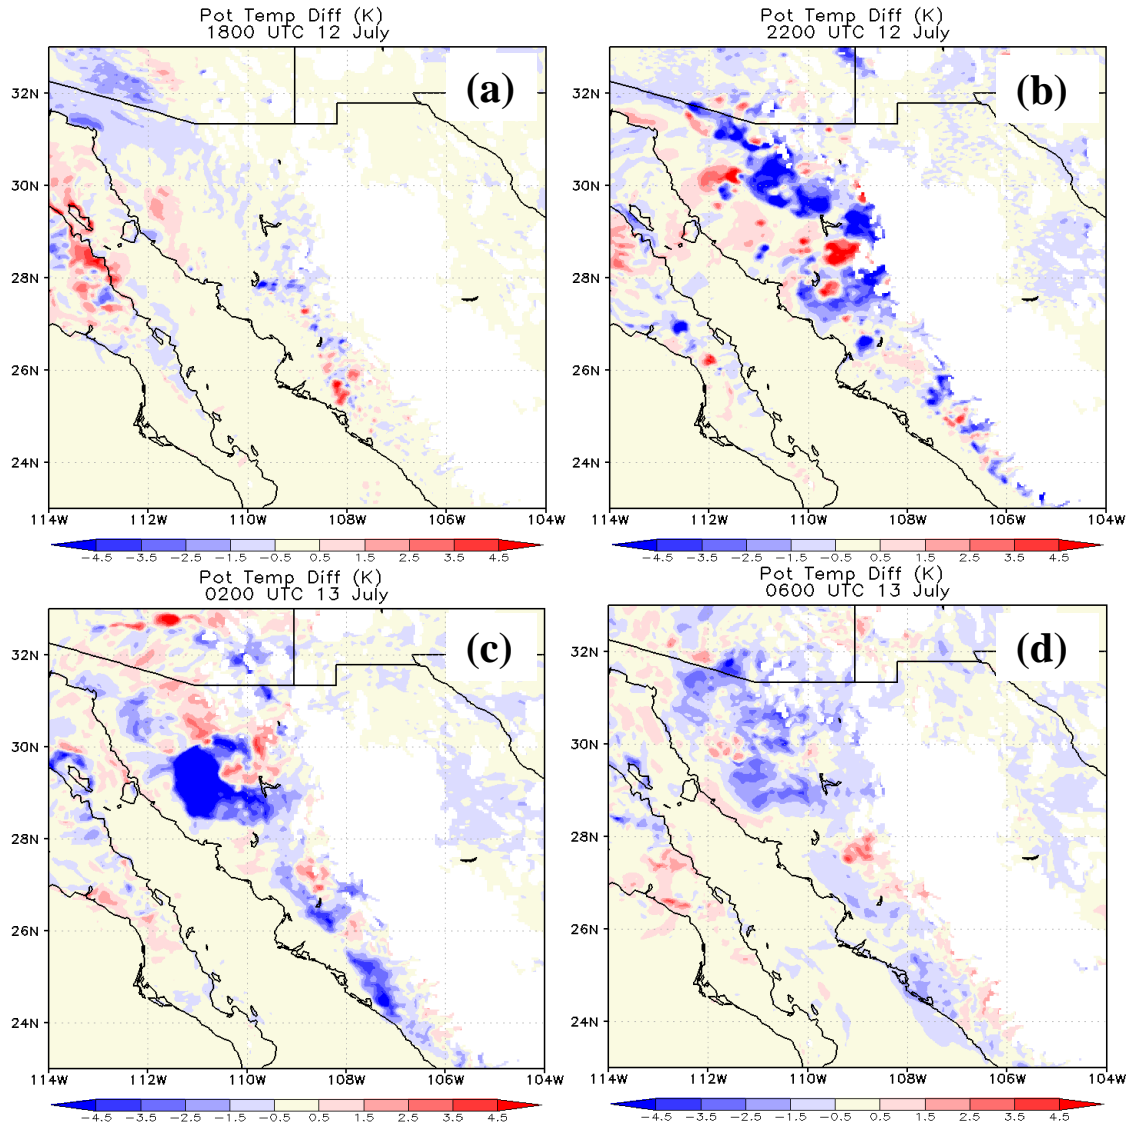 Pot Temp Diff (K)
1800 UTC 12 July
(a)
32N
30N
28N
26N
24N
114W 112W 110W 108W 106W 104W
−4.5 −3.5 −2.5 −1.5 −0.5 0.5 1.5 2.5 3.5 4.5
Pot Temp Diff (K)
2200 UTC 12 July
(b)
32N
30N
28N
26N
24N
114W 112W 110W 108W 106W 104W
−4.5 −3.5 −2.5 −1.5 −0.5 0.5 1.5 2.5 3.5 4.5
Pot Temp Diff (K)
0200 UTC 13 July
(c)
32N
30N
28N
26N
24N
114W 112W 110W 108W 106W 104W
−4.5 −3.5 −2.5 −1.5 −0.5 0.5 1.5 2.5 3.5 4.5
Pot Temp Diff (K)
0600 UTC 13 July
(d)
32N
30N
28N
26N
24N
114W 112W 110W 108W 106W 104W
−4.5 −3.5 −2.5 −1.5 −0.5 0.5 1.5 2.5 3.5 4.5